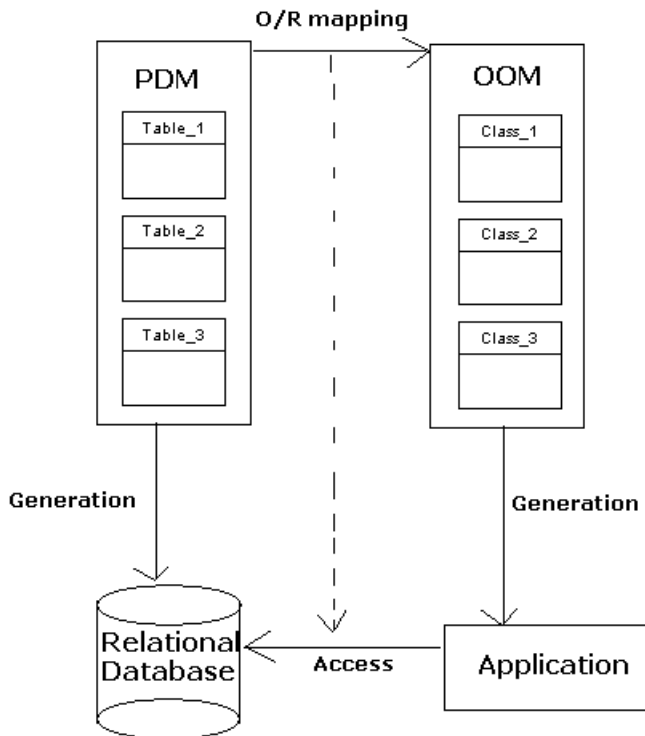 O/R mapping
PDM
OOM
Table_1
Class_1
Table_2
Class_2
Table_3
Class_3
Generation
Generation
Relational
Database
Access
Application